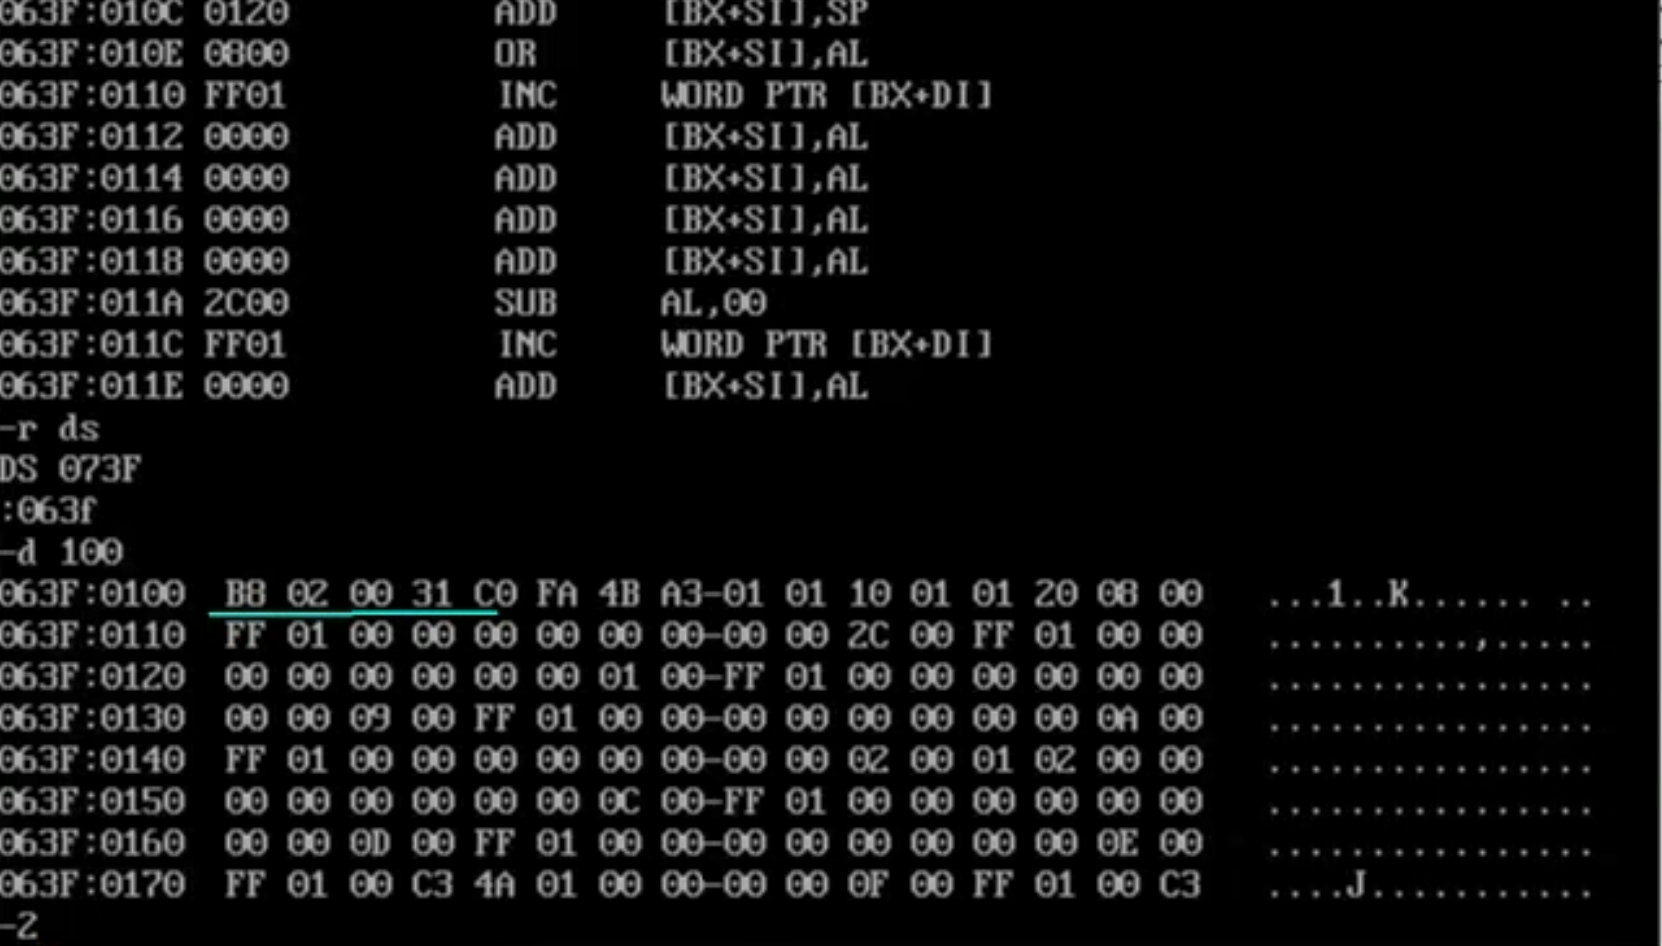 063F:010C 0120 ADD [BX+SI],SP
063F:010E 0800 OR [BX+SI],AL
063F:0110 FF01 INC WORD PTR [BX+DI]
063F:0112 0000 ADD [BX+SI],AL
063F:0114 0000 ADD [BX+SI],AL
063F:0116 0000 ADD [BX+SI],AL
063F:0118 0000 ADD [BX+SI],AL
063F:011A 2C00 SUB AL,00
063F:011C FF01 INC WORD PTR [BX+DI]
063F:011E 0000 ADD [BX+SI],AL
-r ds
DS 073F
:063f
-d 100
063F:0100 B8 02 00 31 C0 FA 4B A3-01 01 10 01 01 20 08 00 ...1..K...... ..
063F:0110 FF 01 00 00 00 00 00 00-00 00 2C 00 FF 01 00 00 ..........,.....
063F:0120 00 00 00 00 00 00 01 00-FF 01 00 00 00 00 00 00 ................
063F:0130 00 00 09 00 FF 01 00 00-00 00 00 00 00 00 0A 00 ................
063F:0140 FF 01 00 00 00 00 00 00-00 00 02 00 01 02 00 00 ................
063F:0150 00 00 00 00 00 00 0C 00-FF 01 00 00 00 00 00 00 ................
063F:0160 00 00 0D 00 FF 01 00 00-00 00 00 00 00 00 0E 00 ................
063F:0170 FF 01 00 C3 4A 01 00 00-00 00 0F 00 FF 01 00 C3 ....J...........
-2